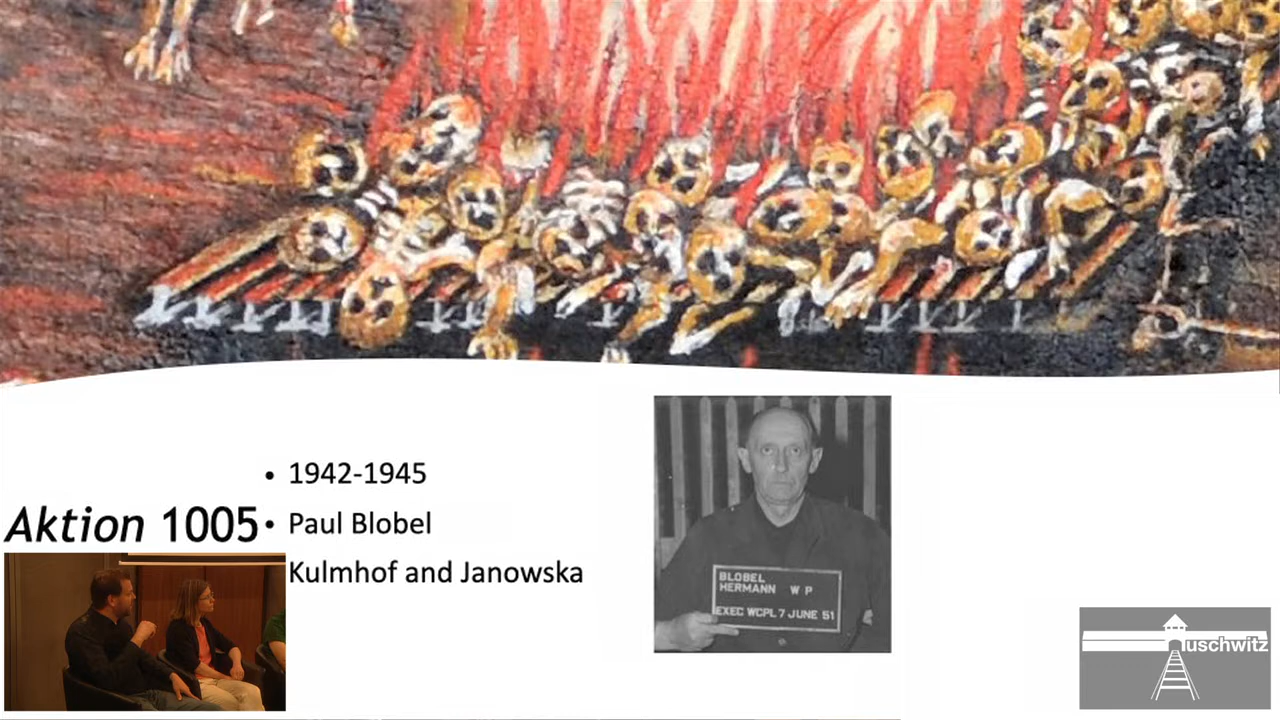 • 1942-1945
Aktion 1005
• Paul Blobel
Kulmhof and Janowska
BLOBEL
HERMANN W P
EXEC WCPL 7 JUNE 51
uschwitz